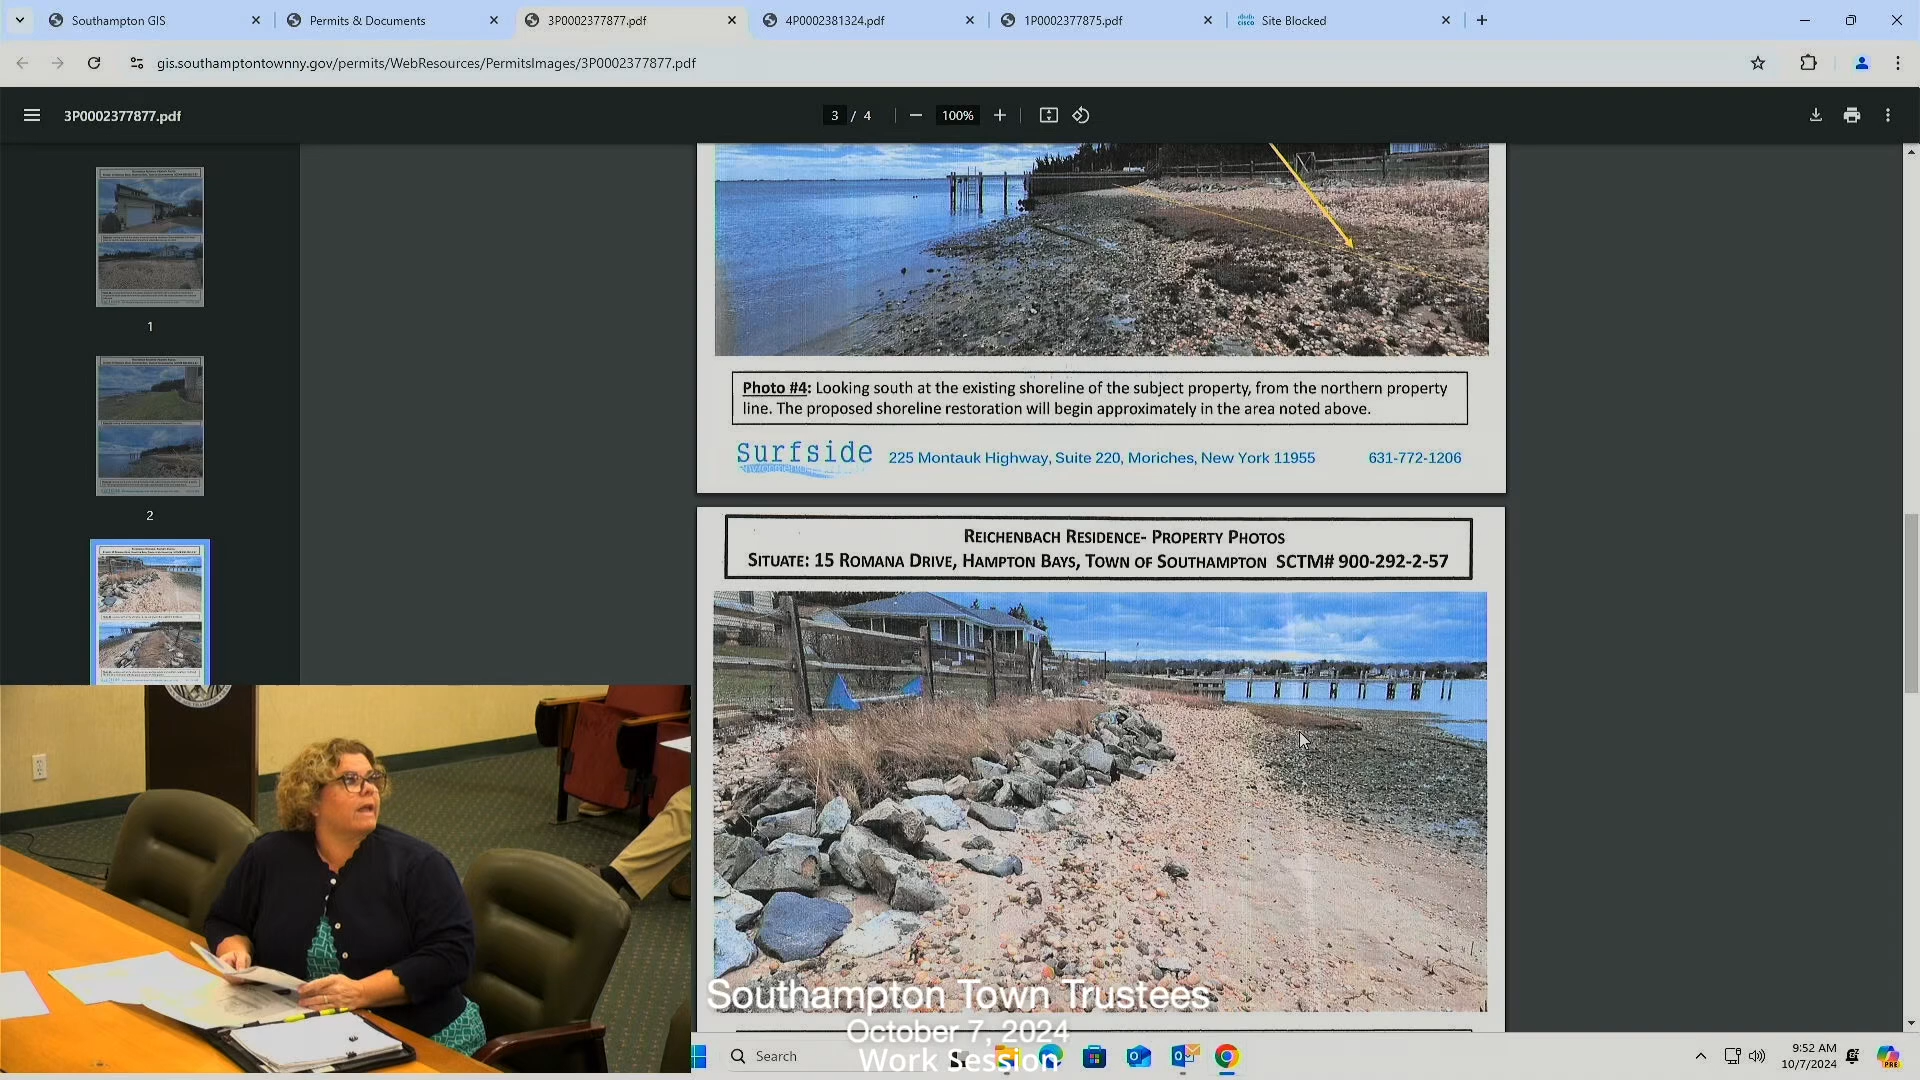 Southampton GIS
Permits & Documents
3P0002377877.pdf
4P0002381324.pdf
1P0002377875.pdf
Site Blocked
gis.southamptontownny.gov/permits/WebResources/PermitsImages/3P0002377877.pdf
3P0002377877.pdf
3 / 4
100%
1
2
Photo #4: Looking south at the existing shoreline of the subject property, from the northern property
line. The proposed shoreline restoration will begin approximately in the area noted above.
Surfside
225 Montauk Highway, Suite 220, Moriches, New York 11955 631-772-1206
REICHENBACH RESIDENCE- PROPERTY PHOTOS
SITUATE: 15 ROMANA DRIVE, HAMPTON BAYS, TOWN OF SOUTHAMPTON SCTM# 900-292-2-57
Southampton Town Trustees
October 7, 2024
Work Session
Search
9:52 AM
10/7/2024